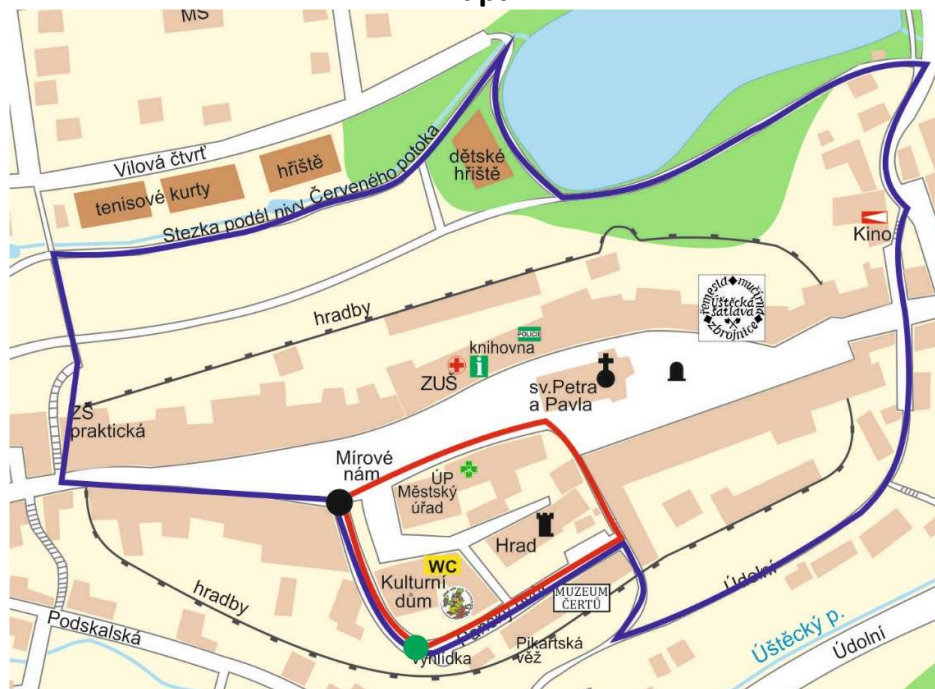 MŠ
Vilová čtvrť
hřiště
tenisové kurty
Stezka podél nivy Červeného potoka
dětské
hřiště
Kino
hradby
řemesla mučírna
úštěcká
šatlava
zbrojnice
POLICIE
knihovna
i
ZUŠ
sv.Petra
a Pavla
ZŠ
praktická
Mírové
nám
ÚP
Městský
úřad
Hrad
WC
Kulturní
dům
MUZEUM
ČERTŮ
hradby
Podskalská
Vyhlídka
Pikartská
věž
Údolní
Úštěcký p.
Údolní